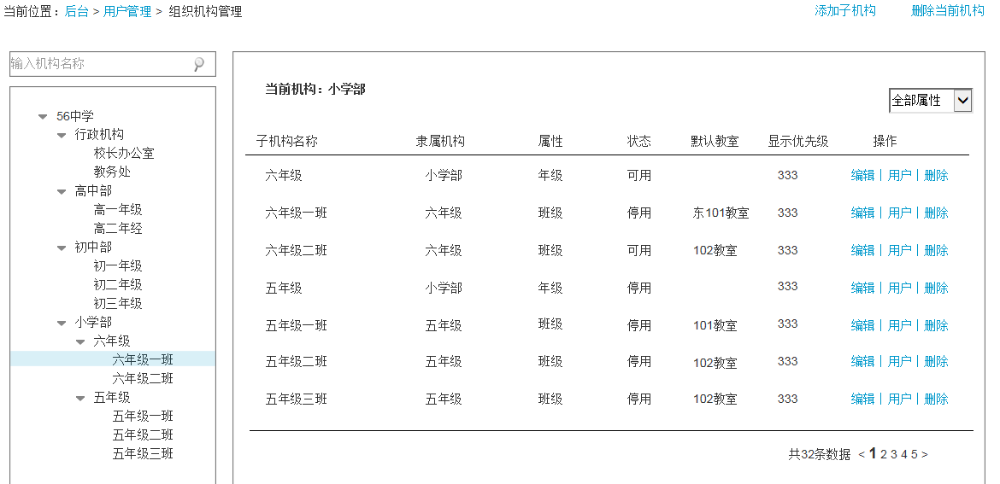 当前位置：后台 > 用户管理 > 组织机构管理
添加子机构 删除当前机构
输入机构名称
56中学
行政机构
校长办公室
教务处
高中部
高一年级
高二年经
初中部
初一年级
初二年级
初三年级
小学部
六年级
六年级一班
六年级二班
五年级
五年级一班
五年级二班
五年级三班
当前机构：小学部
全部属性
子机构名称 隶属机构 属性 状态 默认教室 显示优先级 操作
六年级 小学部 年级 可用 333 编辑 | 用户 | 删除
六年级一班 六年级 班级 停用 东101教室 333 编辑 | 用户 | 删除
六年级二班 六年级 班级 可用 102教室 333 编辑 | 用户 | 删除
五年级 小学部 年级 停用 333 编辑 | 用户 | 删除
五年级一班 五年级 班级 停用 101教室 333 编辑 | 用户 | 删除
五年级二班 五年级 班级 停用 102教室 333 编辑 | 用户 | 删除
五年级三班 五年级 班级 停用 102教室 333 编辑 | 用户 | 删除
共32条数据 < 1 2 3 4 5 >